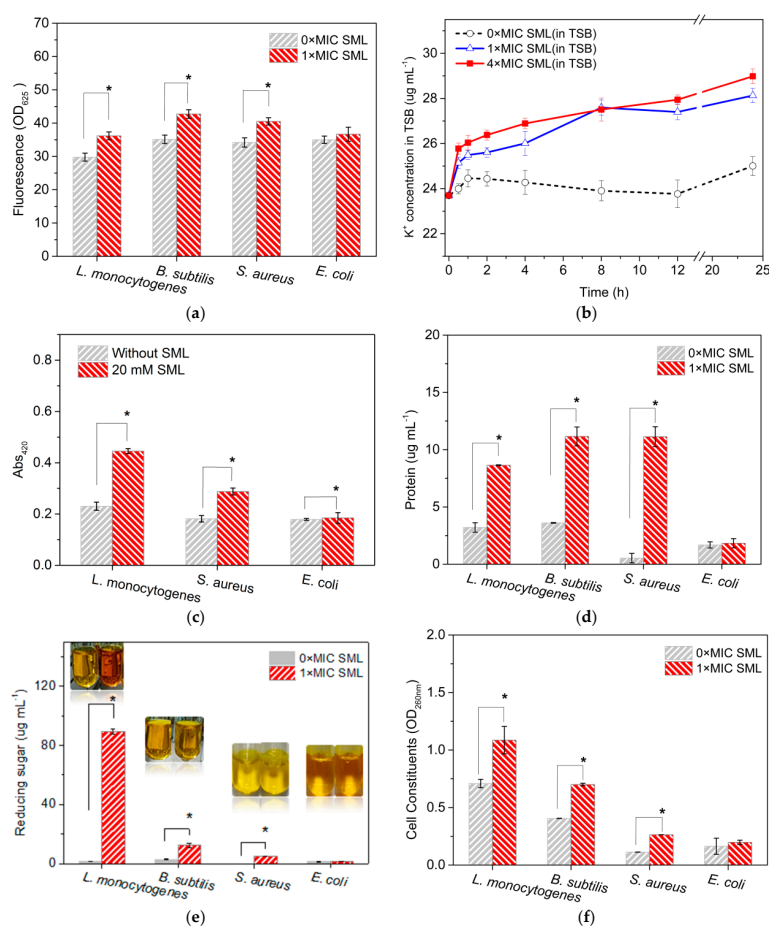 70
60
50
40
30
20
10
0
Fluorescence (OD625)
0×MIC SML
1×MIC SML
*
*
*
L. monocytogenes
B. subtilis
S. aureus
E. coli
(a)
0×MIC SML(in TSB)
1×MIC SML(in TSB)
4×MIC SML(in TSB)
30
28
26
24
22
K+ concentration in TSB (ug mL-1)
0 2 4 6 8 10 12 20 25
Time (h)
(b)
0.8
0.6
0.4
0.2
0.0
Abs420
Without SML
20 mM SML
*
*
*
L. monocytogenes
S. aureus
E. coli
(c)
20
15
10
5
0
Protein (ug mL-1)
0×MIC SML
1×MIC SML
*
*
*
L. monocytogenes
B. subtilis
S. aureus
E. coli
(d)
120
80
40
0
Reducing sugar (ug mL-1)
0×MIC SML
1×MIC SML
*
*
*
L. monocytogenes
B. subtilis
S. aureus
E. coli
(e)
2.0
1.5
1.0
0.5
0.0
Cell Constituents (OD260nm)
0×MIC SML
1×MIC SML
*
*
*
L. monocytogenes
B. subtilis
S. aureus
E. coli
(f)